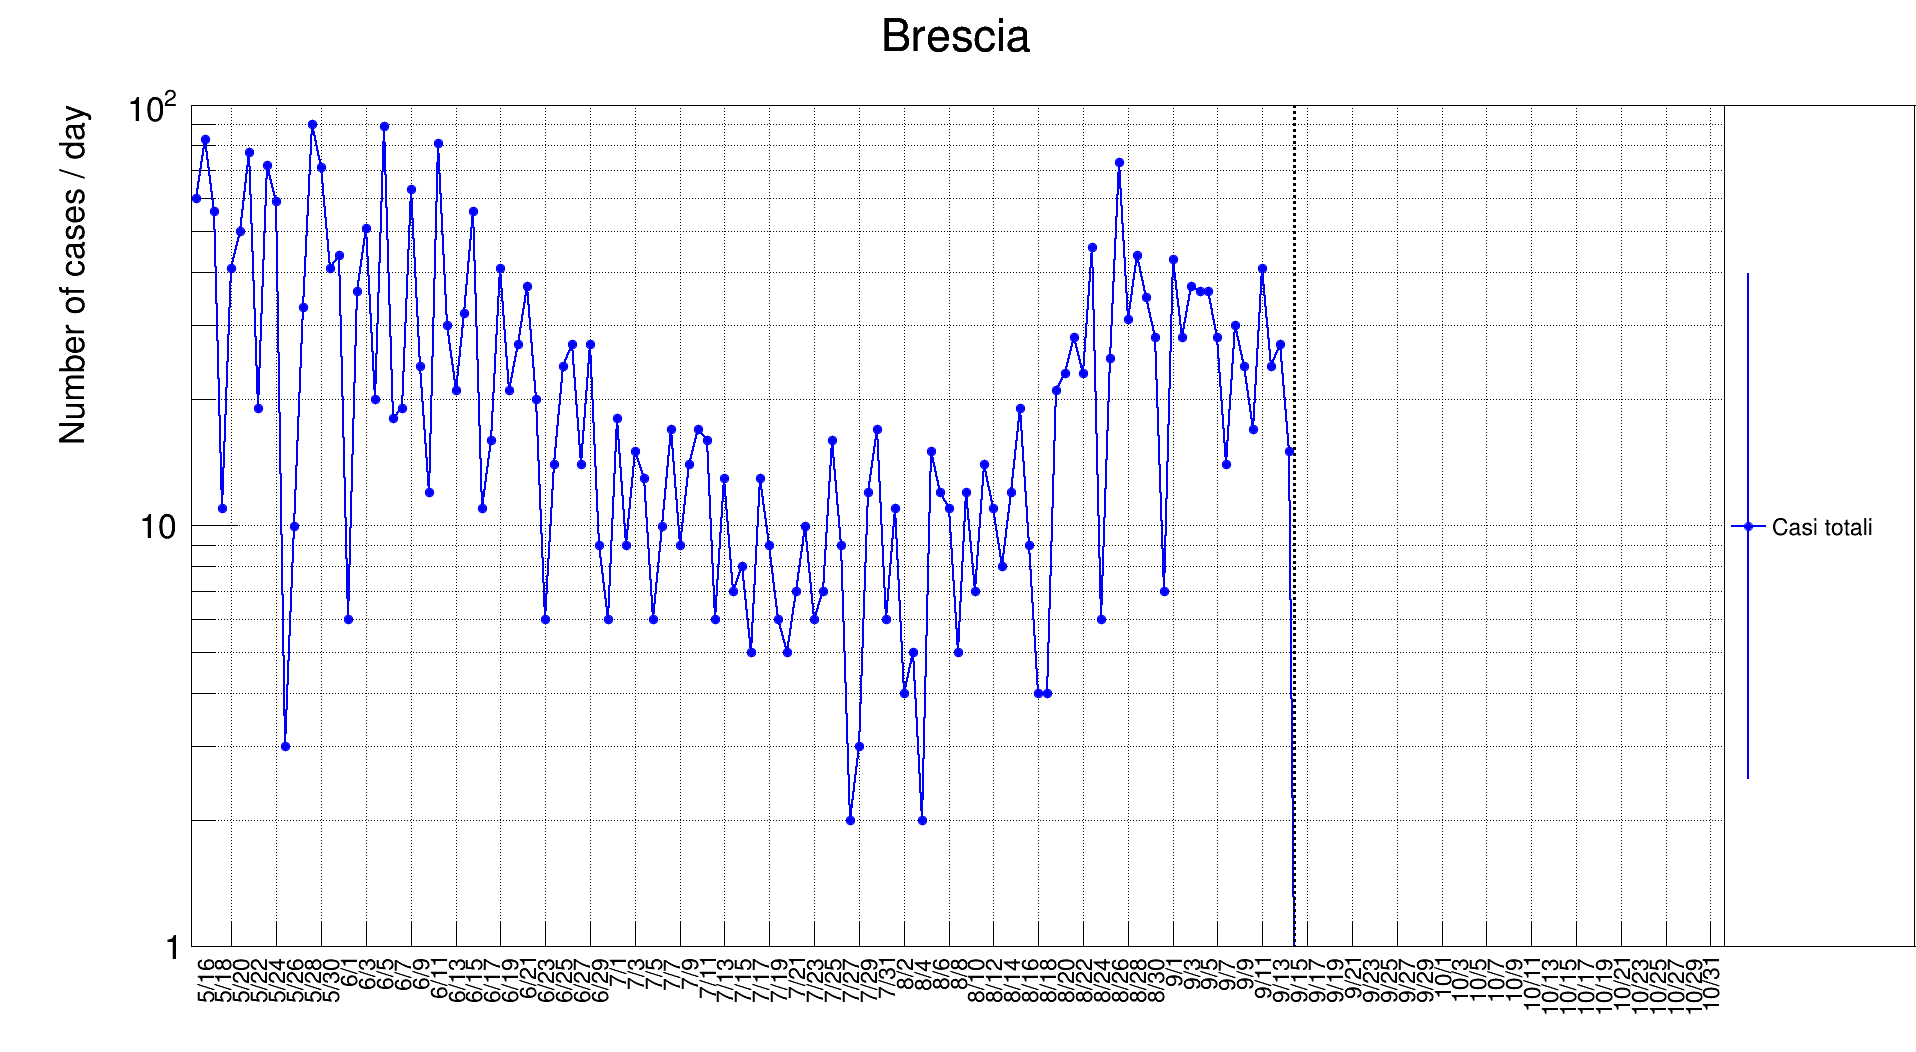 Brescia
Number of cases / day
10²
10
1
Casi totali
5/16 5/18 5/20 5/22 5/24 5/26 5/28 5/30 6/1 6/3 6/5 6/7 6/9 6/11 6/13 6/15 6/17 6/19 6/21 6/23 6/25 6/27 6/29 7/1 7/3 7/5 7/7 7/9 7/11 7/13 7/15 7/17 7/19 7/21 7/23 7/25 7/27 7/29 7/31 8/2 8/4 8/6 8/8 8/10 8/12 8/14 8/16 8/18 8/20 8/22 8/24 8/26 8/28 8/30 9/1 9/3 9/5 9/7 9/9 9/11 9/13 9/15 9/17 9/19 9/21 9/23 9/25 9/27 9/29 10/1 10/3 10/5 10/7 10/9 10/11 10/13 10/15 10/17 10/19 10/21 10/23 10/25 10/27 10/29 10/31